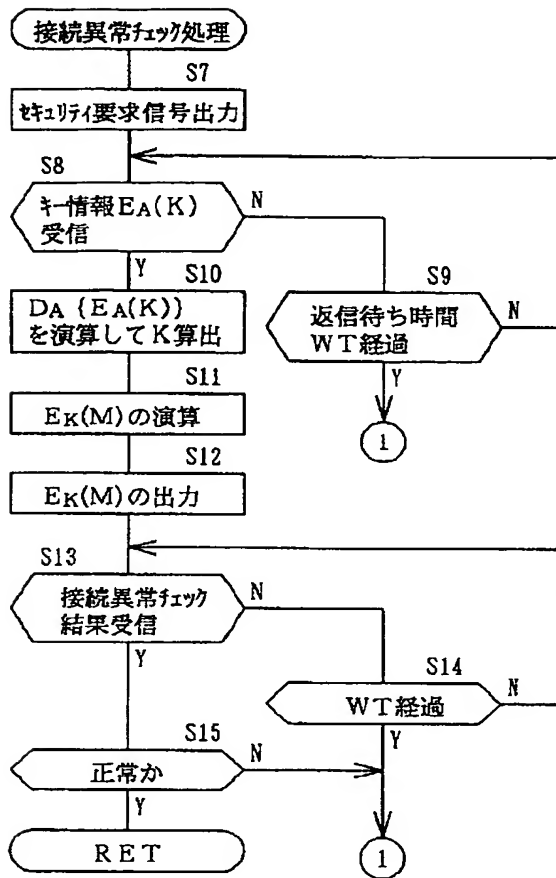 接続異常チェック処理
S7
セキュリティ要求信号出力
S8
キー情報EA(K)
受信
N
Y
S10
S9
DA {EA(K)}
を演算してK算出
返信待ち時間
WT経過
N
Y
S11
EK(M)の演算
1
S12
EK(M)の出力
S13
接続異常チェック
結果受信
N
Y
S14
WT経過
N
Y
S15
正常か
N
Y
RET
1